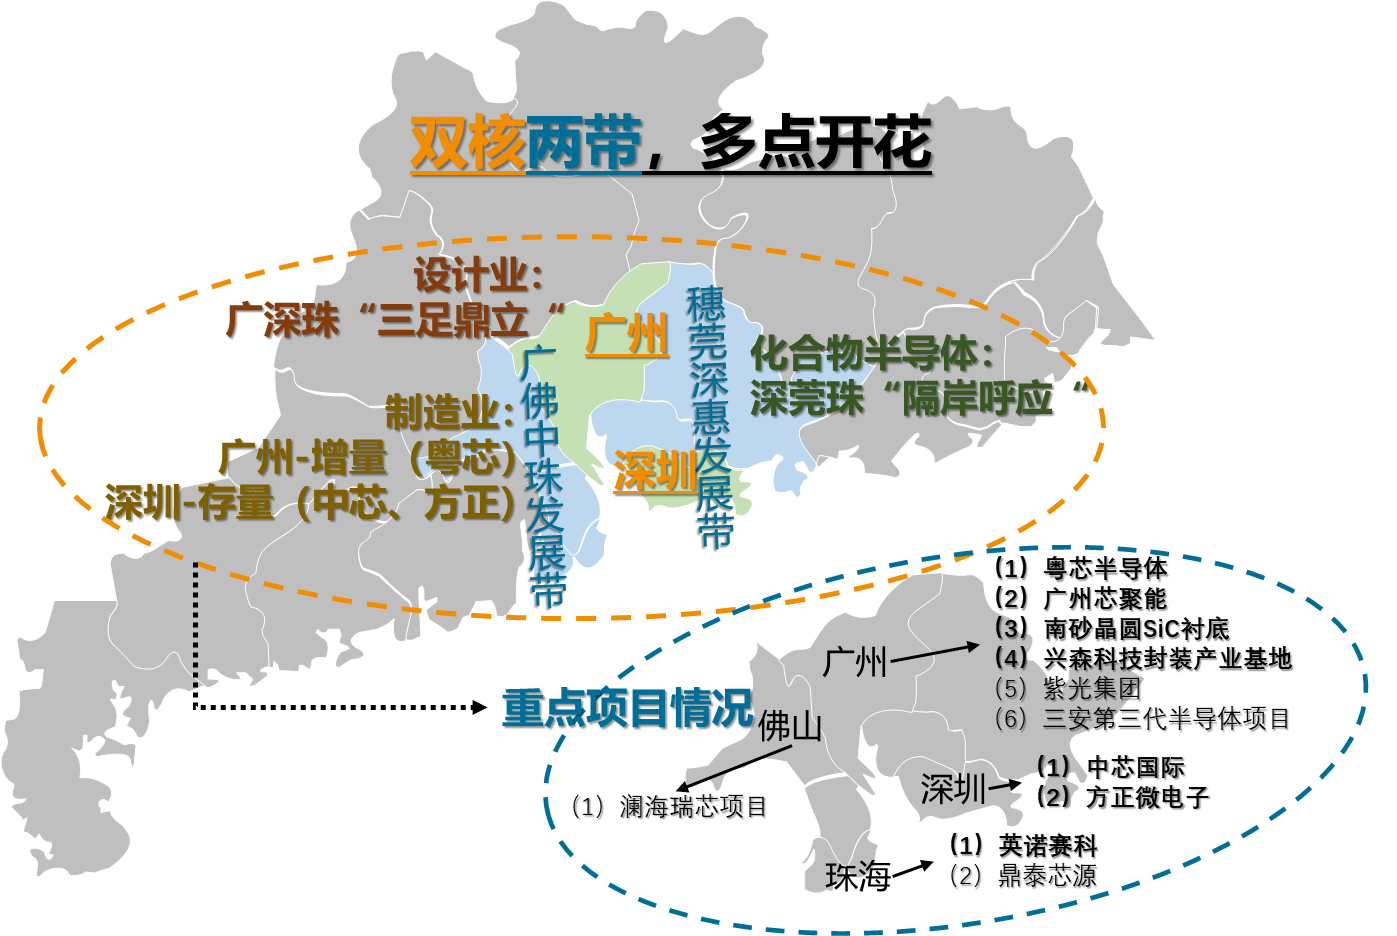 双核两带，多点开花
设计业：
广深珠“三足鼎立“
广州
穗莞深惠发展带
化合物半导体：
深莞珠“隔岸呼应“
广佛中珠发展带
制造业：
广州-增量（粤芯）
深圳-存量（中芯、方正）
深圳
重点项目情况
广州
（1）粤芯半导体
（2）广州芯聚能
（3）南砂晶圆SiC衬底
（4）兴森科技封装产业基地
（5）紫光集团
（6）三安第三代半导体项目
佛山
（1）澜海瑞芯项目
深圳
（1）中芯国际
（2）方正微电子
珠海
（1）英诺赛科
（2）鼎泰芯源